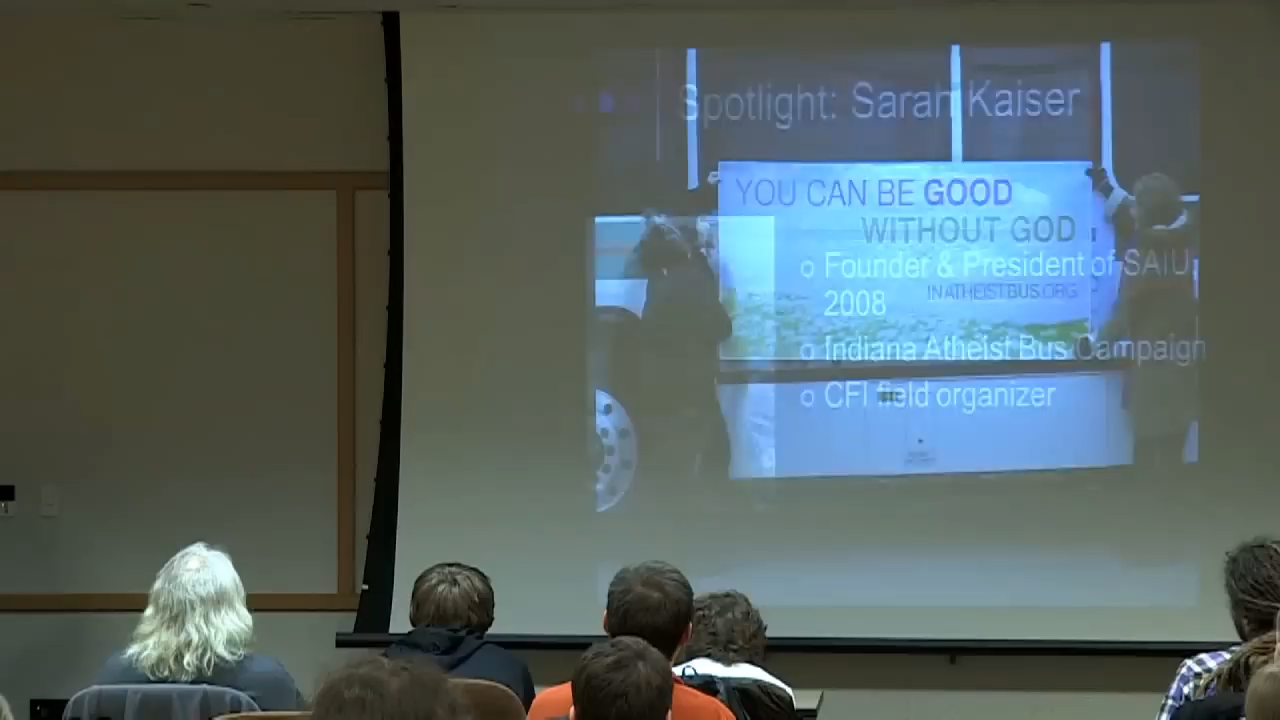 Spotlight: Sarah Kaiser
YOU CAN BE GOOD
WITHOUT GOD
o Founder & President of SAIU,
2008
INATHEISTBUS.ORG
o Indiana Atheist Bus Campaign
o CFI field organizer